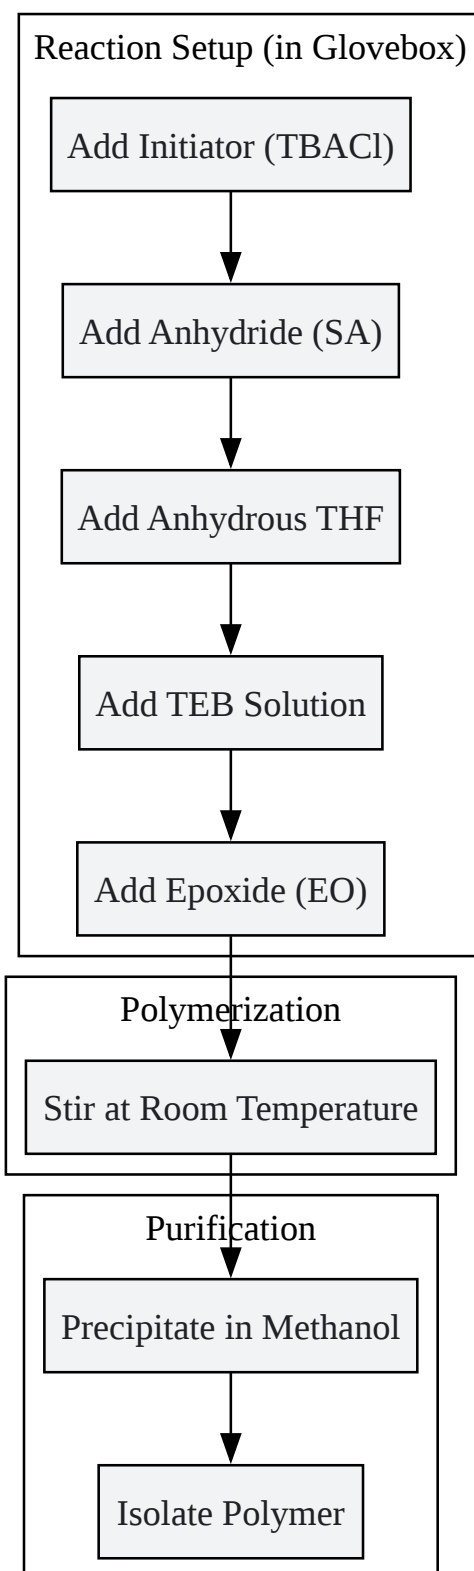 Reaction Setup (in Glovebox)
Add Initiator (TBACl)
Add Anhydride (SA)
Add Anhydrous THF
Add TEB Solution
Add Epoxide (EO)
Polymerization
Stir at Room Temperature
Purification
Precipitate in Methanol
Isolate Polymer